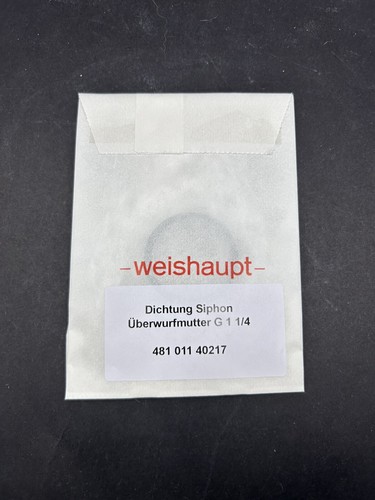 -weishaupt-
Dichtung Siphon
Überwurfmutter G 1 1/4
481 011 40217